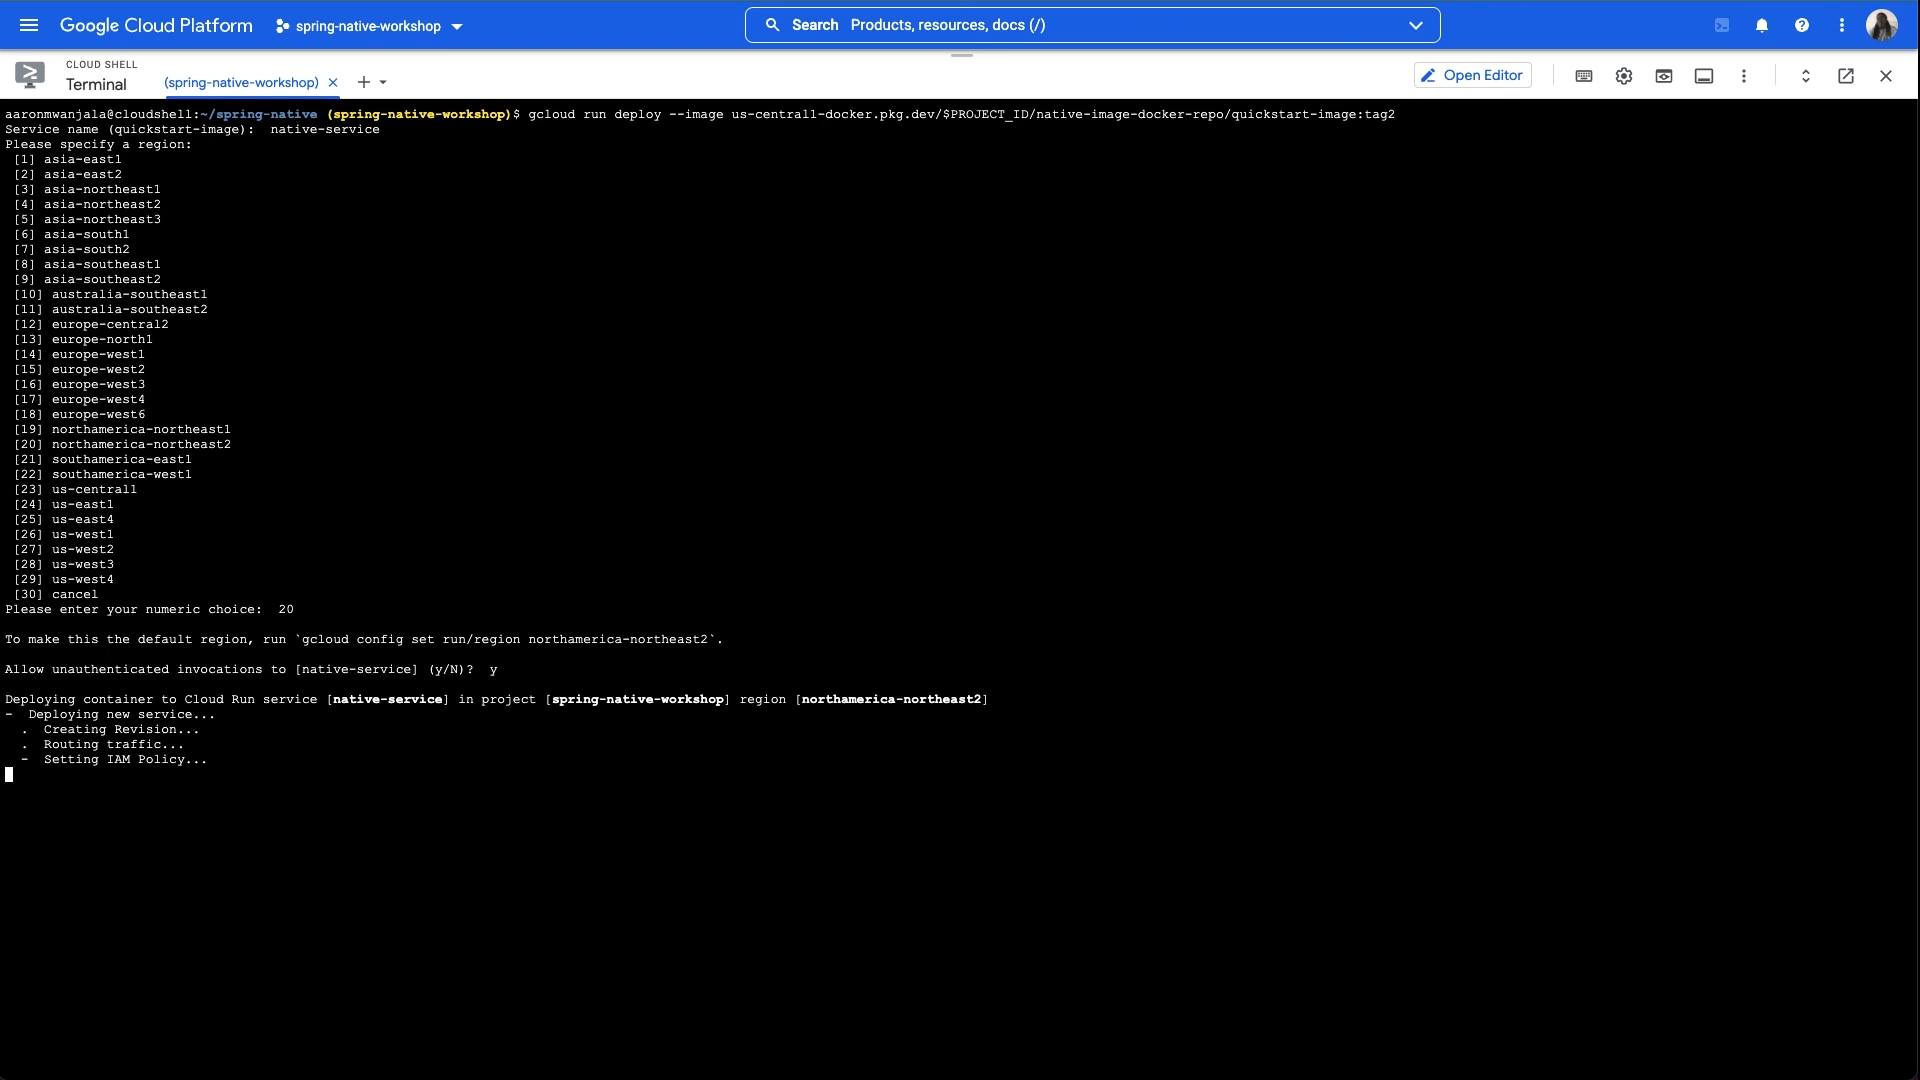 Google Cloud Platform
spring-native-workshop
Search Products, resources, docs (/)
CLOUD SHELL
Terminal
(spring-native-workshop)
Open Editor
aaronmwanjala@cloudshell:~/spring-native (spring-native-workshop)$ gcloud run deploy --image us-central1-docker.pkg.dev/$PROJECT_ID/native-image-docker-repo/quickstart-image:tag2
Service name (quickstart-image):  native-service
Please specify a region:
[1] asia-east1
[2] asia-east2
[3] asia-northeast1
[4] asia-northeast2
[5] asia-northeast3
[6] asia-south1
[7] asia-south2
[8] asia-southeast1
[9] asia-southeast2
[10] australia-southeast1
[11] australia-southeast2
[12] europe-central2
[13] europe-north1
[14] europe-west1
[15] europe-west2
[16] europe-west3
[17] europe-west4
[18] europe-west6
[19] northamerica-northeast1
[20] northamerica-northeast2
[21] southamerica-east1
[22] southamerica-west1
[23] us-central1
[24] us-east1
[25] us-east4
[26] us-west1
[27] us-west2
[28] us-west3
[29] us-west4
[30] cancel
Please enter your numeric choice:  20
To make this the default region, run `gcloud config set run/region northamerica-northeast2`.
Allow unauthenticated invocations to [native-service] (y/N)?  y
Deploying container to Cloud Run service [native-service] in project [spring-native-workshop] region [northamerica-northeast2]
-  Deploying new service...
.  Creating Revision...
.  Routing traffic...
-  Setting IAM Policy...